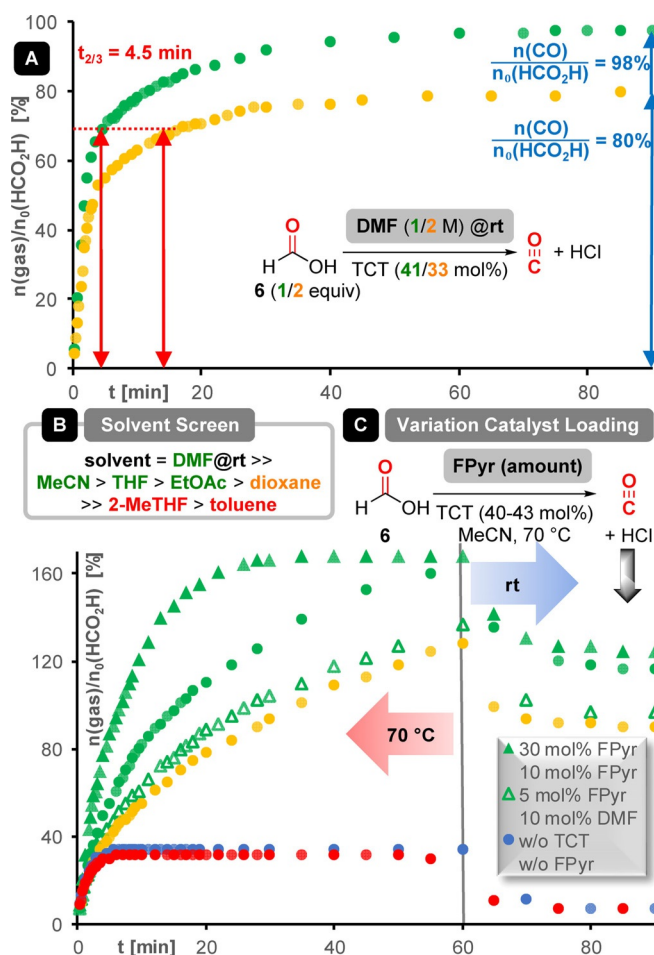 A
t2/3 = 4.5 min
n(CO)
n0(HCO2H) = 98%
n(CO)
n0(HCO2H) = 80%
n(gas)/n0(HCO2H) [%]
100
80
60
40
20
0
O
H OH
6 (1/2 equiv)
DMF (1/2 M) @rt
TCT (41/33 mol%)
O
C + HCl
0 20 40 60 80
t [min]
B Solvent Screen
solvent = DMF@rt >>
MeCN > THF > EtOAc > dioxane
>> 2-MeTHF > toluene
C Variation Catalyst Loading
O
H OH
6
FPyr (amount)
TCT (40-43 mol%)
MeCN, 70 °C
O
C
+ HCl
n(gas)/n0(HCO2H) [%]
160
120
80
40
0
rt
70 °C
30 mol% FPyr
10 mol% FPyr
5 mol% FPyr
10 mol% DMF
w/o TCT
w/o FPyr
0 20 40 60 80
t [min]